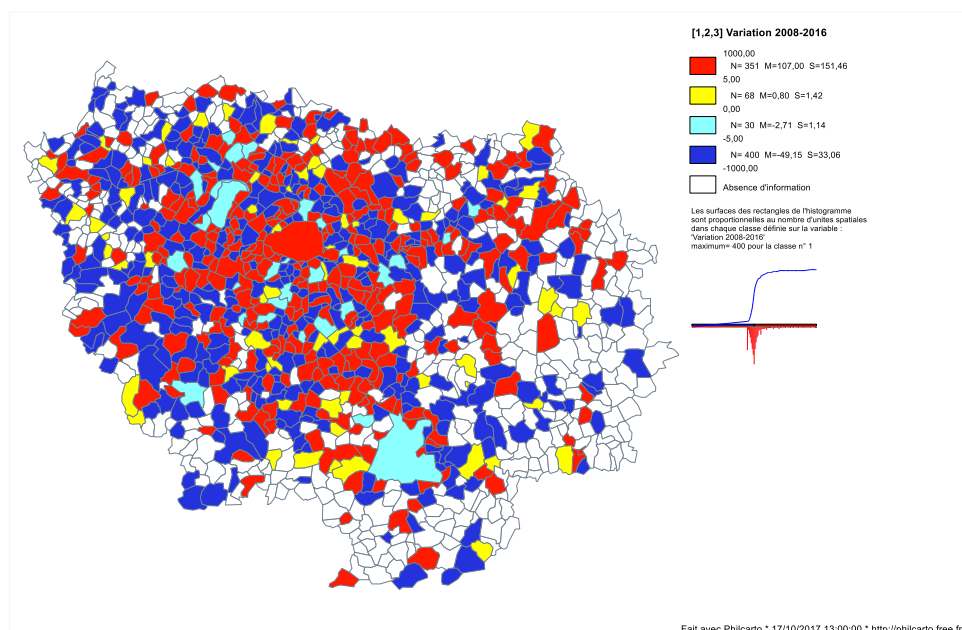 [1,2,3] Variation 2008-2016
1000,00
N= 351 M=107,00 S=151,46
5,00
N= 68 M=0,80 S=1,42
0,00
N= 30 M=-2,71 S=1,14
-5,00
N= 400 M=-49,15 S=33,06
-1000,00
Absence d'information
Les surfaces des rectangles de l'histogramme
sont proportionnelles au nombre d'unites spatiales
dans chaque classe définie sur la variable :
'Variation 2008-2016'
maximum= 400 pour la classe n° 1
Fait avec Philcarto * 17/10/2017 13:00:00 * http://philcarto.free.fr